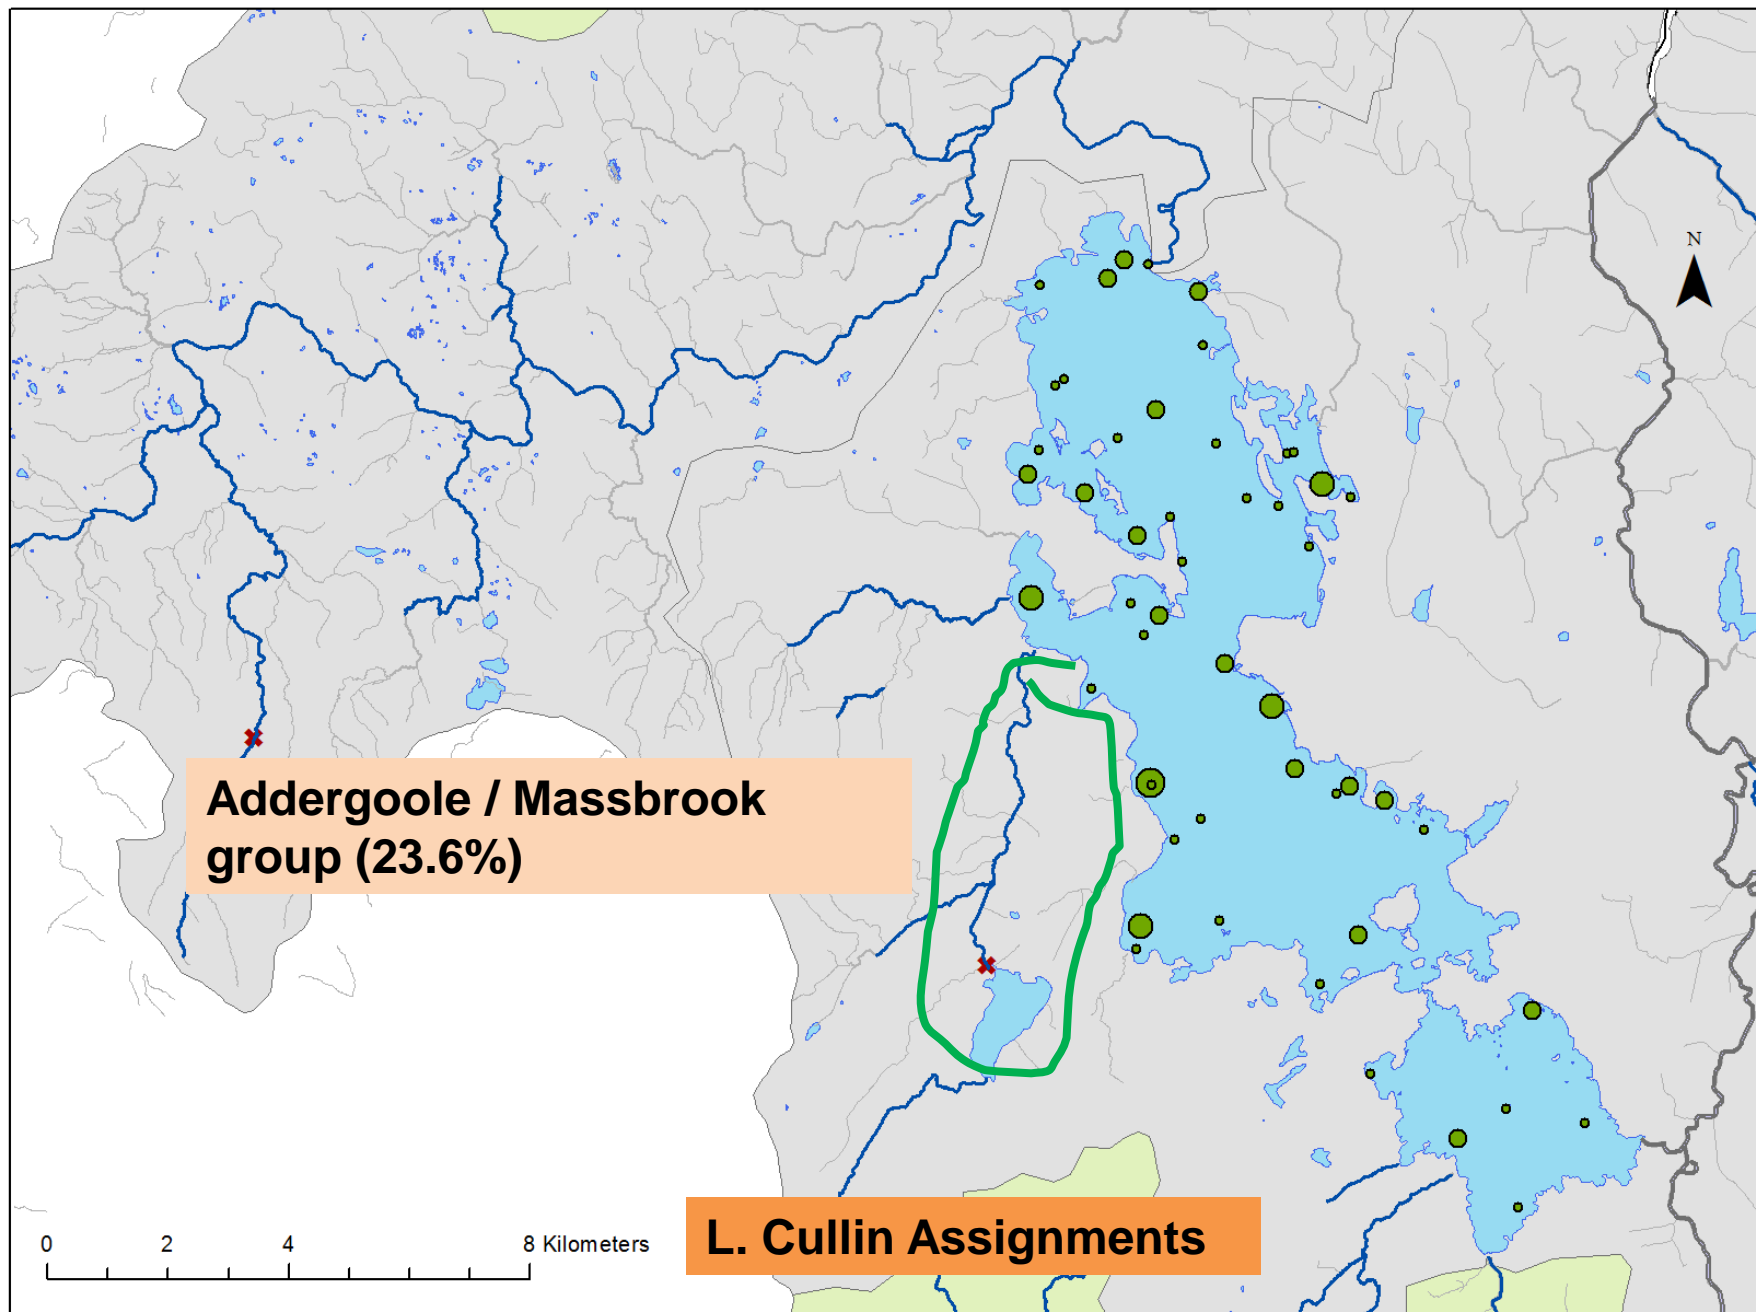 N
Addergoole / Massbrook
group (23.6%)
L. Cullin Assignments
0 2 4 8 Kilometers